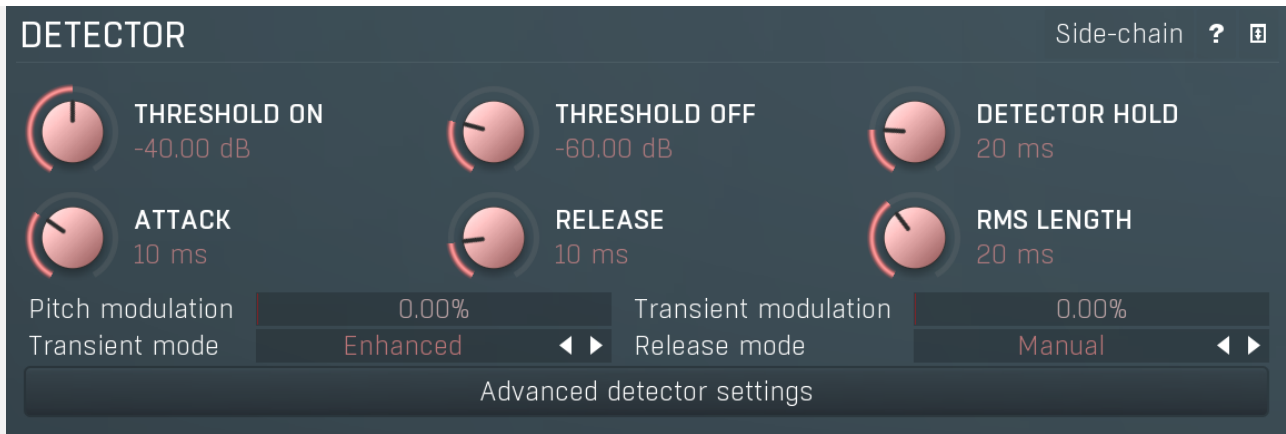 DETECTOR
Side-chain ?
THRESHOLD ON
-40.00 dB
THRESHOLD OFF
-60.00 dB
DETECTOR HOLD
20 ms
ATTACK
10 ms
RELEASE
10 ms
RMS LENGTH
20 ms
Pitch modulation 0.00%
Transient modulation 0.00%
Transient mode Enhanced
Release mode Manual
Advanced detector settings